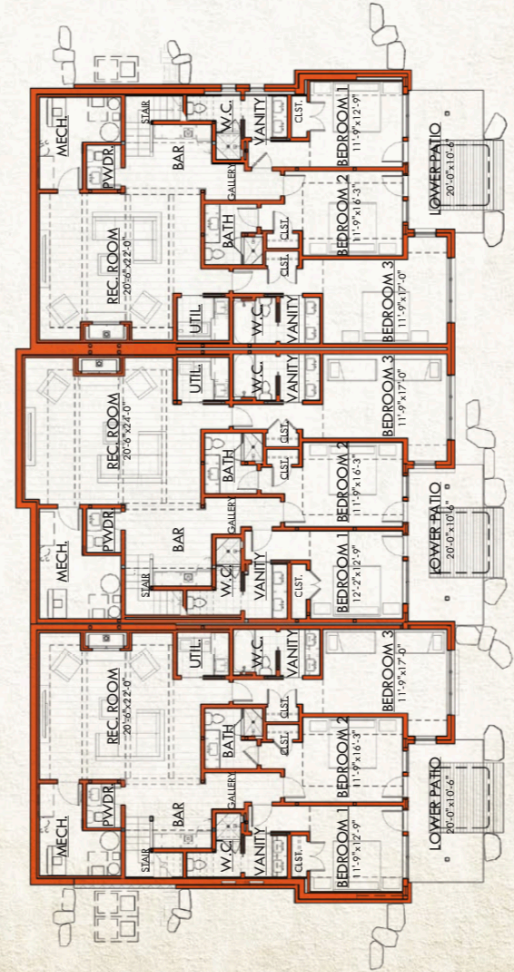 MECH.
PWDR.
STAIR
BAR
REC. ROOM
20'-6"x22'-0"
W.C.
VANITY
GALLERY
BATH
UTIL.
W.C.
VANITY
CLST.
CLST.
CLST.
BEDROOM 1
11'-9"x12'-9"
BEDROOM 2
11'-9"x16'-3"
BEDROOM 3
11'-9"x17'-0"
LOWER PATIO
20'-0"x10'-6"
REC. ROOM
20'-6"x24'-0"
MECH.
PWDR.
STAIR
BAR
UTIL.
W.C.
VANITY
BATH
GALLERY
W.C.
VANITY
CLST.
CLST.
CLST.
BEDROOM 3
11'-9"x17'-0"
BEDROOM 2
11'-9"x16'-3"
BEDROOM 1
12'-2"x12'-9"
LOWER PATIO
20'-0"x10'-6"
REC. ROOM
20'-6"x22'-0"
MECH.
PWDR.
STAIR
BAR
UTIL.
W.C.
VANITY
BATH
GALLERY
W.C.
VANITY
CLST.
CLST.
CLST.
BEDROOM 3
11'-9"x17'-0"
BEDROOM 2
11'-9"x16'-3"
BEDROOM 1
11'-9"x12'-9"
LOWER PATIO
20'-0"x10'-6"